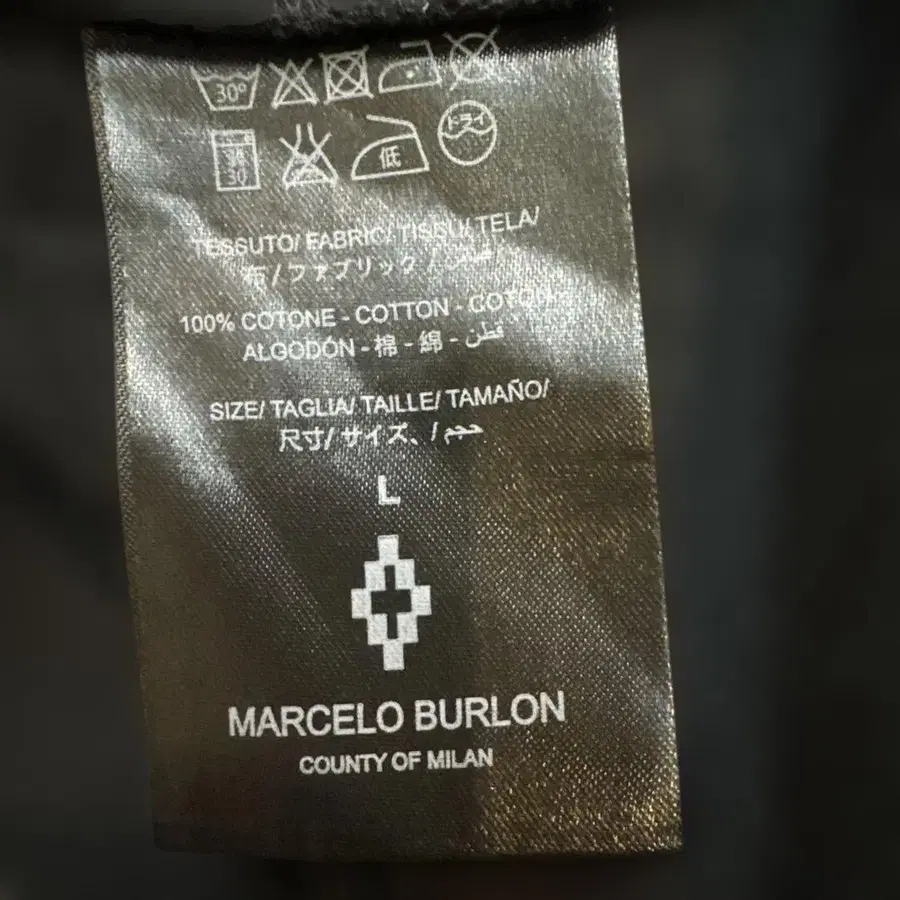 30°
30
低 ドライ
TESSUTO/ FABRIC/ TISSU/ TELA/
布/ファブリック/ قماش
100% COTONE - COTTON - COTON -
ALGODÓN - 棉 - 綿 - قطن
SIZE/ TAGLIA/ TAILLE/ TAMAÑO/
尺寸/サイズ、/ حجم
L
MARCELO BURLON
COUNTY OF MILAN